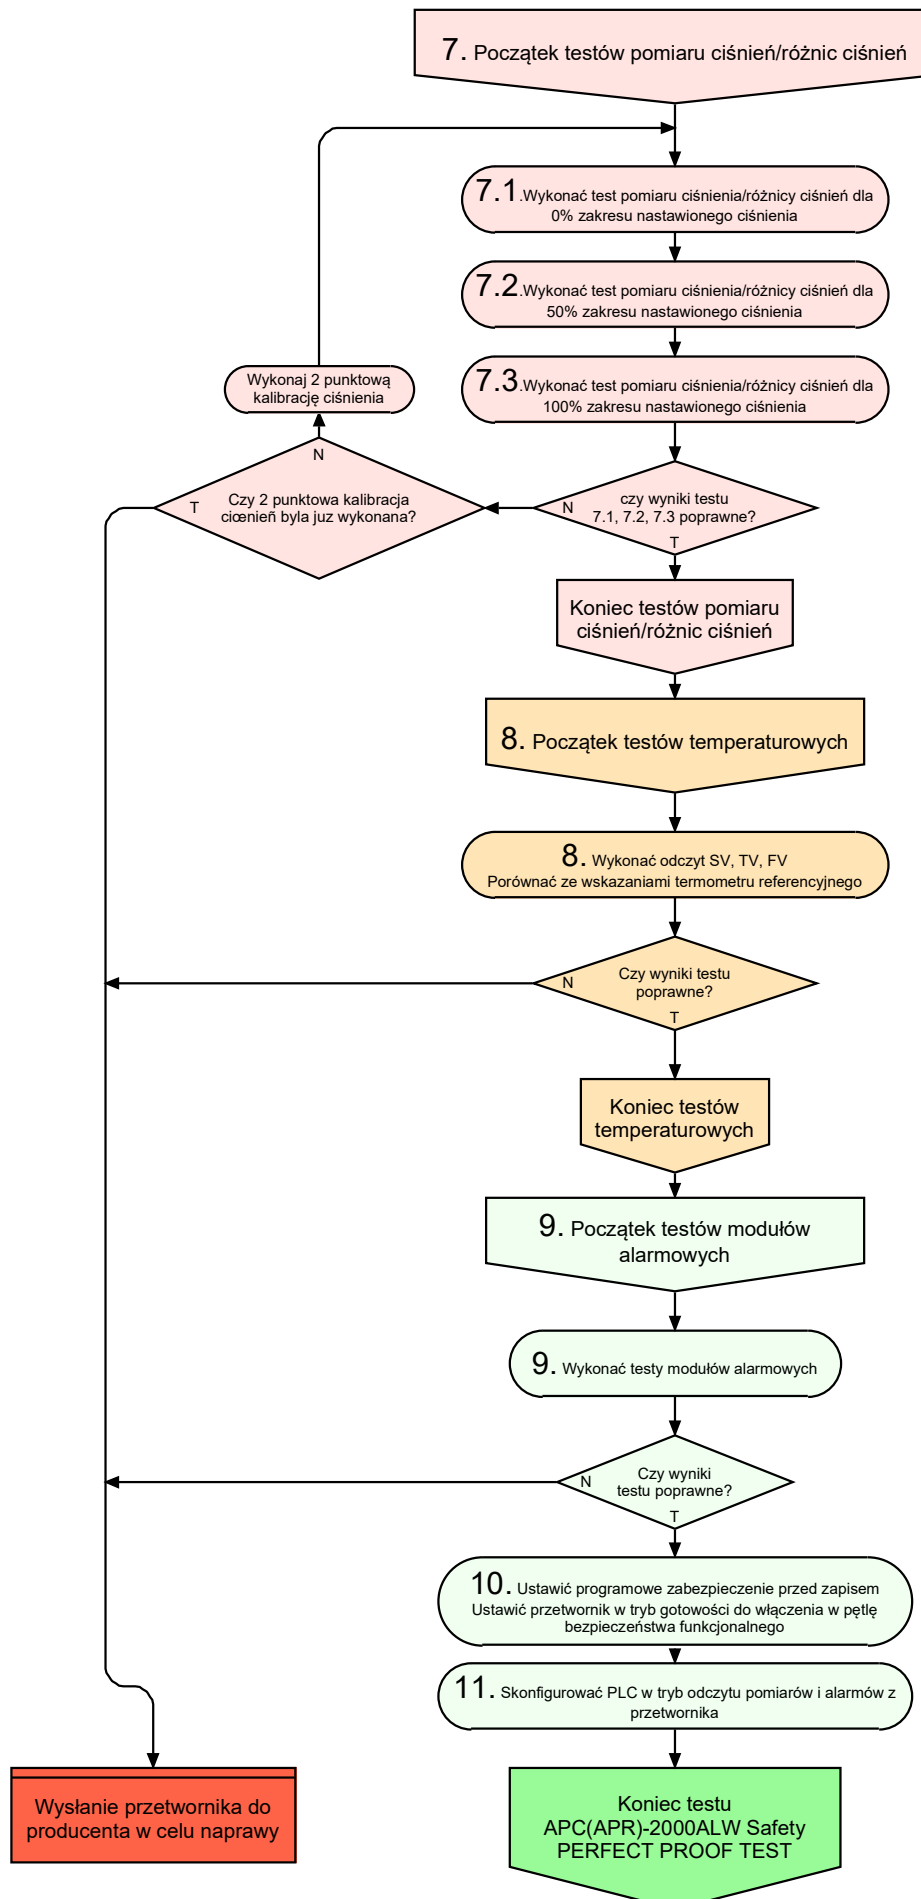 7. Początek testów pomiaru ciśnień/różnic ciśnień
7.1.Wykonać test pomiaru ciśnienia/różnicy ciśnień dla
0% zakresu nastawionego ciśnienia
7.2.Wykonać test pomiaru ciśnienia/różnicy ciśnień dla
50% zakresu nastawionego ciśnienia
7.3.Wykonać test pomiaru ciśnienia/różnicy ciśnień dla
100% zakresu nastawionego ciśnienia
Wykonaj 2 punktową
kalibrację ciśnienia
N
T
Czy 2 punktowa kalibracja
ciœnień byla juz wykonana?
N
czy wyniki testu
7.1, 7.2, 7.3 poprawne?
T
Koniec testów pomiaru
ciśnień/różnic ciśnień
8. Początek testów temperaturowych
8. Wykonać odczyt SV, TV, FV
Porównać ze wskazaniami termometru referencyjnego
N
Czy wyniki testu
poprawne?
T
Koniec testów
temperaturowych
9. Początek testów modułów
alarmowych
9. Wykonać testy modułów alarmowych
N
Czy wyniki
testu poprawne?
T
10. Ustawić programowe zabezpieczenie przed zapisem
Ustawić przetwornik w tryb gotowości do włączenia w pętlę
bezpieczeństwa funkcjonalnego
11. Skonfigurować PLC w tryb odczytu pomiarów i alarmów z
przetwornika
Wysłanie przetwornika do
producenta w celu naprawy
Koniec testu
APC(APR)-2000ALW Safety
PERFECT PROOF TEST